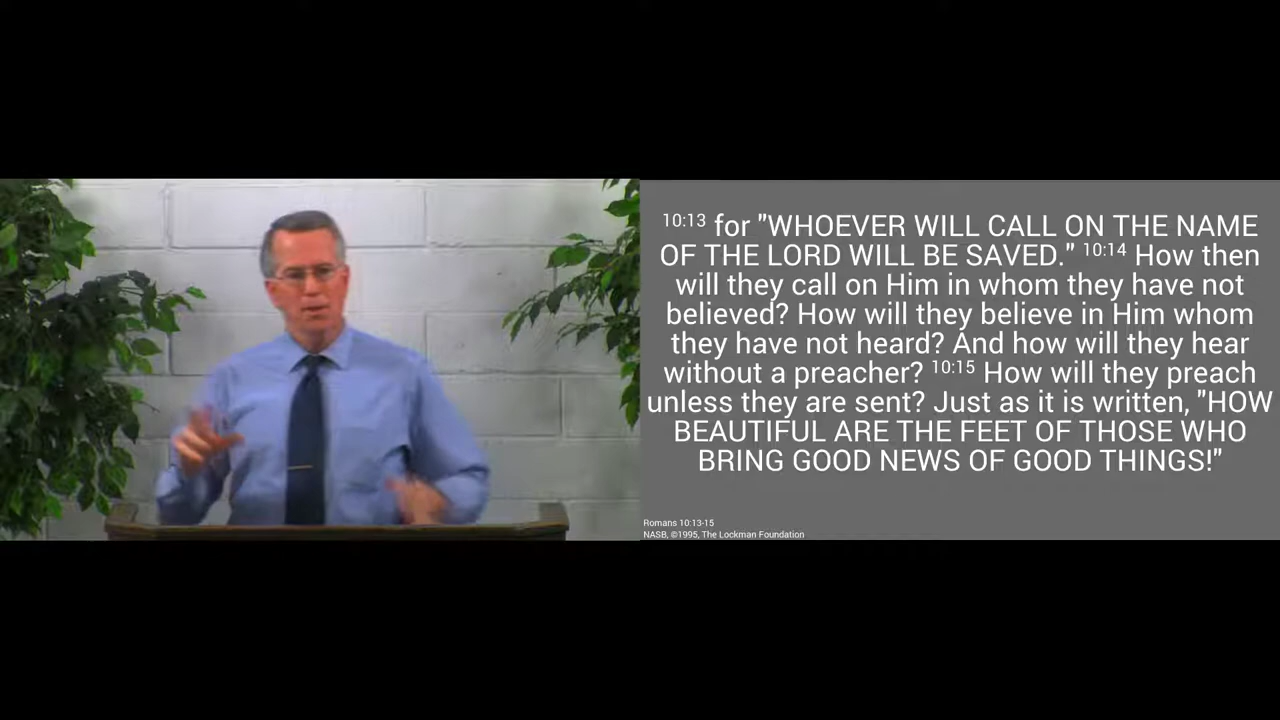 10:13 for "WHOEVER WILL CALL ON THE NAME
OF THE LORD WILL BE SAVED." 10:14 How then
will they call on Him in whom they have not
believed? How will they believe in Him whom
they have not heard? And how will they hear
without a preacher? 10:15 How will they preach
unless they are sent? Just as it is written, "HOW
BEAUTIFUL ARE THE FEET OF THOSE WHO
BRING GOOD NEWS OF GOOD THINGS!"
Romans 10:13-15
NASB, ©1995, The Lockman Foundation